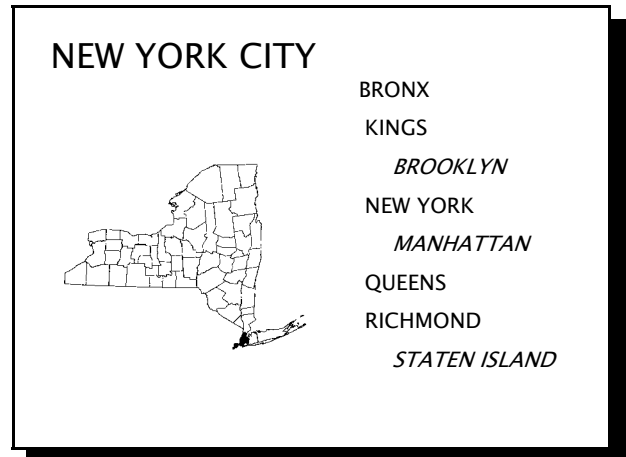 NEW YORK CITY
BRONX
KINGS
BROOKLYN
NEW YORK
MANHATTAN
QUEENS
RICHMOND
STATEN ISLAND